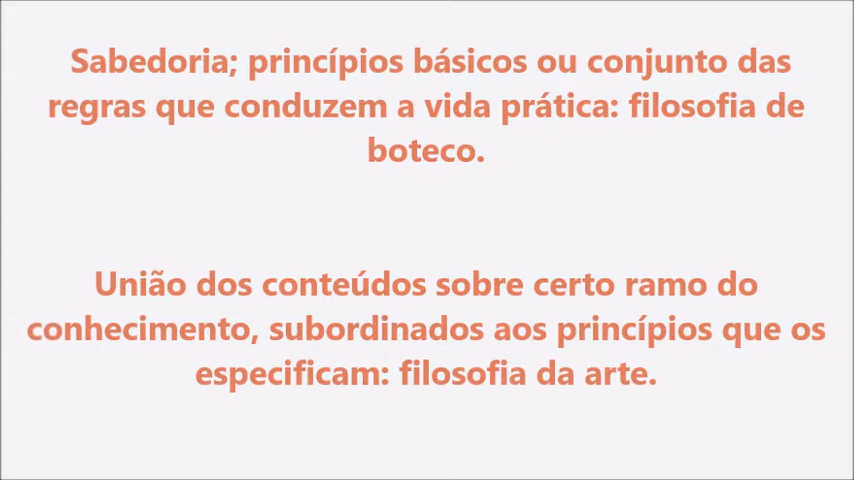 Sabedoria; princípios básicos ou conjunto das
regras que conduzem a vida prática: filosofia de
boteco.
União dos conteúdos sobre certo ramo do
conhecimento, subordinados aos princípios que os
especificam: filosofia da arte.